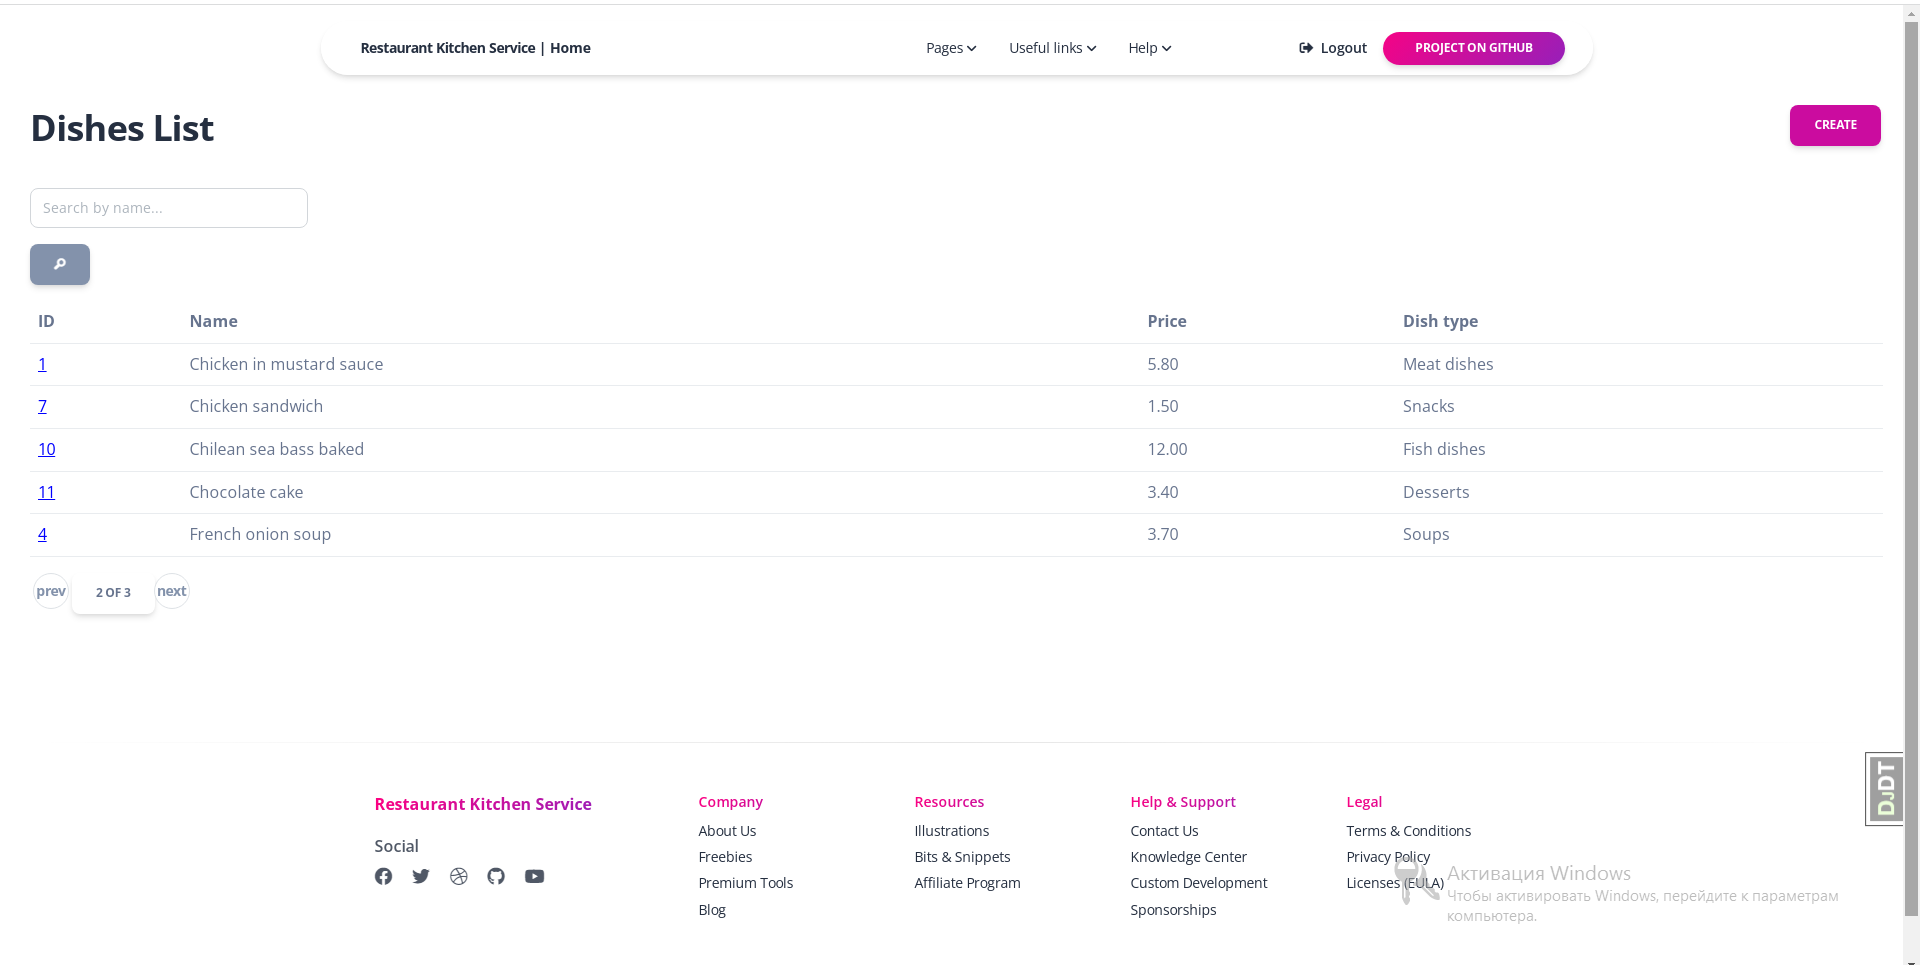 Restaurant Kitchen Service | Home Pages Useful links Help Logout PROJECT ON GITHUB
Dishes List CREATE
Search by name...
ID Name Price Dish type
1 Chicken in mustard sauce 5.80 Meat dishes
7 Chicken sandwich 1.50 Snacks
10 Chilean sea bass baked 12.00 Fish dishes
11 Chocolate cake 3.40 Desserts
4 French onion soup 3.70 Soups
prev 2 OF 3 next
DJDT
Restaurant Kitchen Service
Social
Company
About Us
Freebies
Premium Tools
Blog
Resources
Illustrations
Bits & Snippets
Affiliate Program
Help & Support
Contact Us
Knowledge Center
Custom Development
Sponsorships
Legal
Terms & Conditions
Privacy Policy
Licenses (EULA)
Активация Windows
Чтобы активировать Windows, перейдите к параметрам
компьютера.